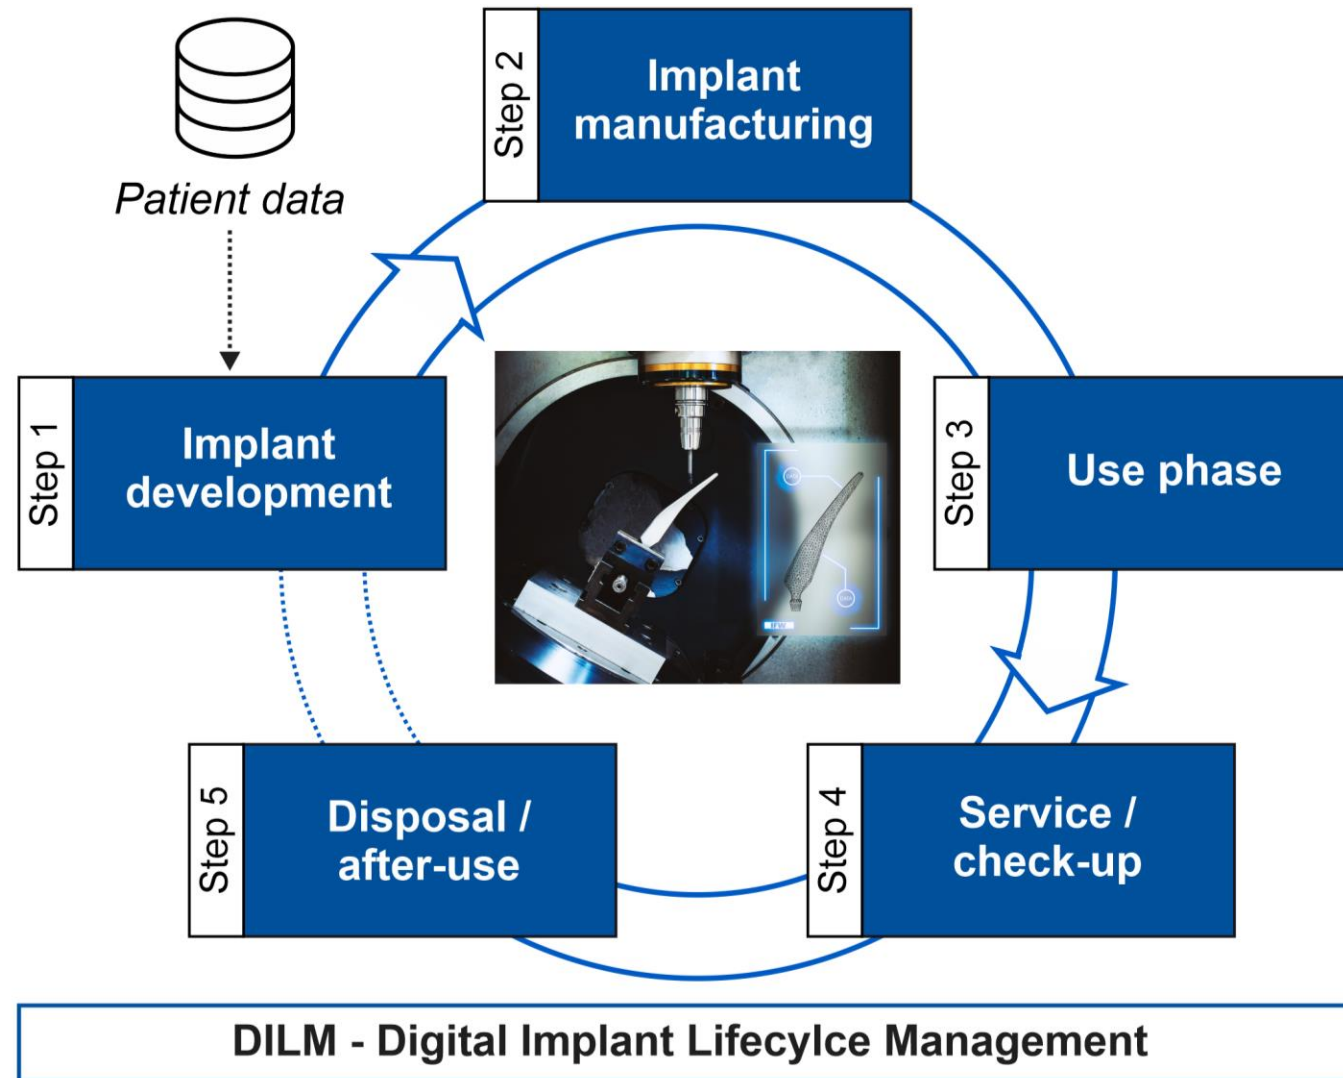 Patient data
Step 1
Implant
development
Step 2
Implant
manufacturing
Step 3
Use phase
Step 4
Service /
check-up
Step 5
Disposal /
after-use
DILM - Digital Implant Lifecylce Management